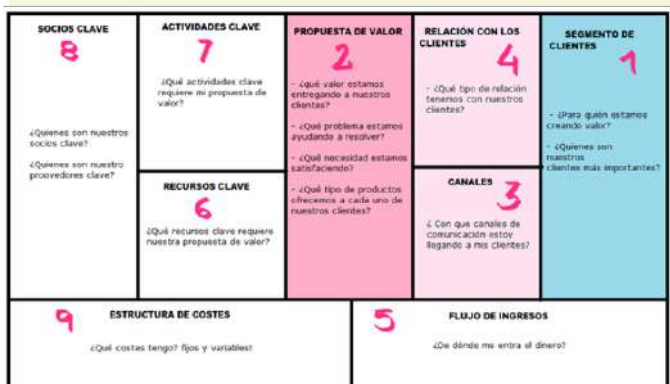 SOCIOS CLAVE
8
¿Quienes son nuestros
socios clave?
¿Quienes son nuestro
proovedores clave?
ACTIVIDADES CLAVE
7
¿Qué actividades clave
requiere mi propuesta de
valor?
RECURSOS CLAVE
6
¿Qué recursos clave requiere
nuestra propuesta de valor?
PROPUESTA DE VALOR
2
- ¿qué valor estamos
entregando a nuestros
clientes?
- ¿Qué problema estamos
ayudando a resolver?
- ¿Qué necesidad estamos
satisfaciendo?
- ¿Qué tipo de productos
ofrecemos a cada uno de
nuestros clientes?
RELACIÓN CON LOS
CLIENTES
4
- ¿Qué tipo de relación
tenemos con nuestros
clientes?
CANALES
3
¿ Con que canales de
comunicación estoy
llegando a mis clientes?
SEGMENTO DE
CLIENTES
1
- ¿Para quién estamos
creando valor?
- ¿Quienes son
nuestros
clientes más importantes?
9
ESTRUCTURA DE COSTES
¿Qué costes tengo? fijos y variables!
5
FLUJO DE INGRESOS
¿De dónde me entra el dinero?